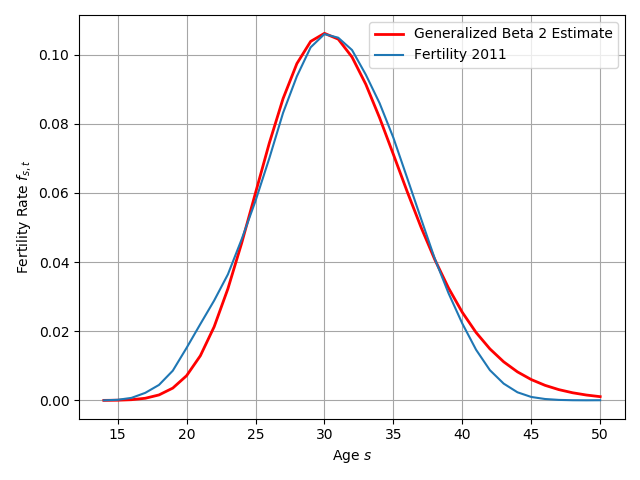 Generalized Beta 2 Estimate
Fertility 2011
Fertility Rate $f_{s,t}$
0.10
0.08
0.06
0.04
0.02
0.00
15 20 25 30 35 40 45 50
Age s